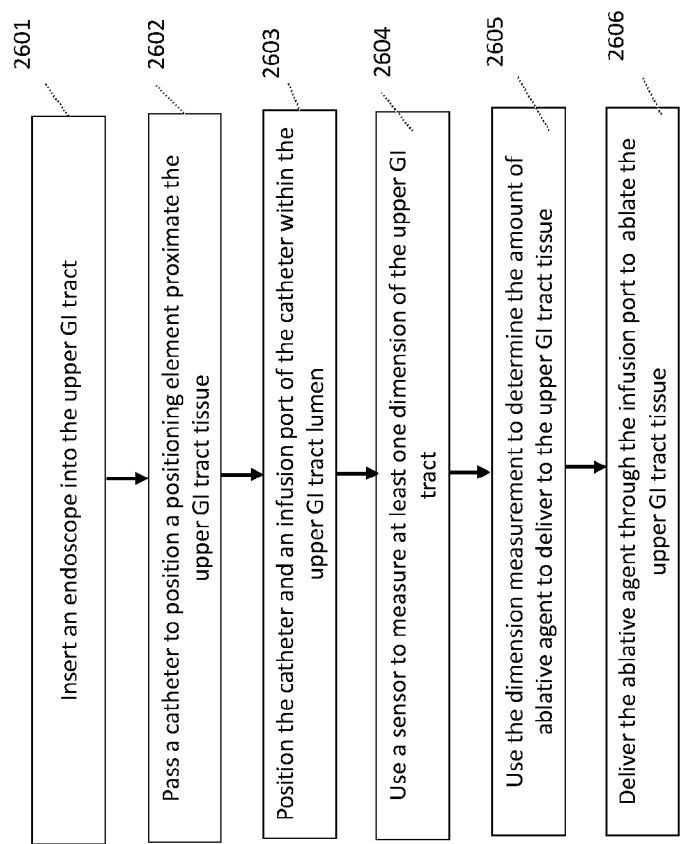 2601
Insert an endoscope into the upper GI tract
2602
Pass a catheter to position a positioning element proximate the
upper GI tract tissue
2603
Position the catheter and an infusion port of the catheter within the
upper GI tract lumen
2604
Use a sensor to measure at least one dimension of the upper GI
tract
2605
Use the dimension measurement to determine the amount of
ablative agent to deliver to the upper GI tract tissue
2606
Deliver the ablative agent through the infusion port to ablate the
upper GI tract tissue